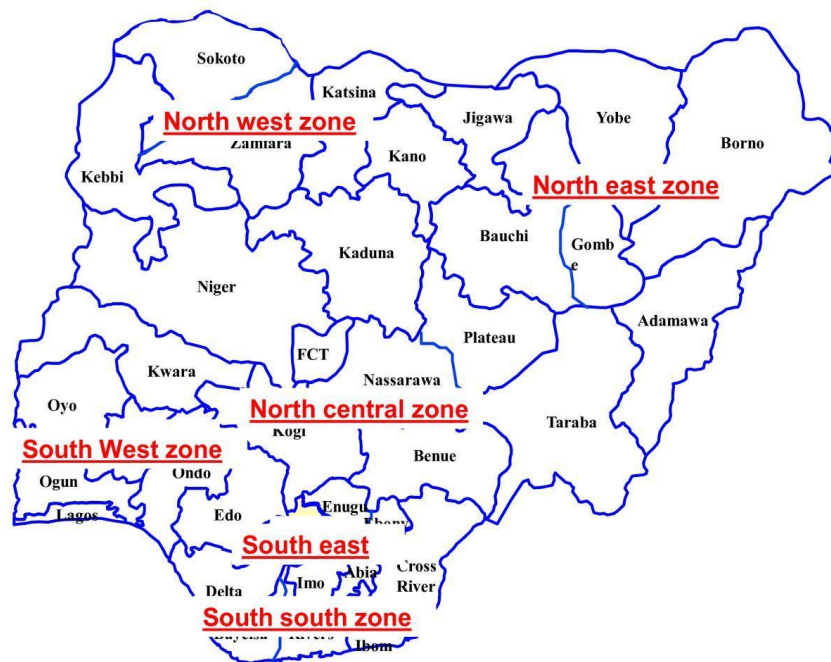 Sokoto
Katsina
Jigawa
Yobe
North west zone
Zamfara
Kano
Borno
Kebbi
North east zone
Bauchi
Gomb
e
Kaduna
Niger
Adamawa
Plateau
FCT
Kwara
Nassarawa
Oyo
North central zone
Taraba
Kogi
South West zone
Benue
Ondo
Ogun
Enugu
Lagos
Edo
Ebony
South east
Cross
River
Abia
Imo
Delta
South south zone
Bayelsa
Rivers
Ibom